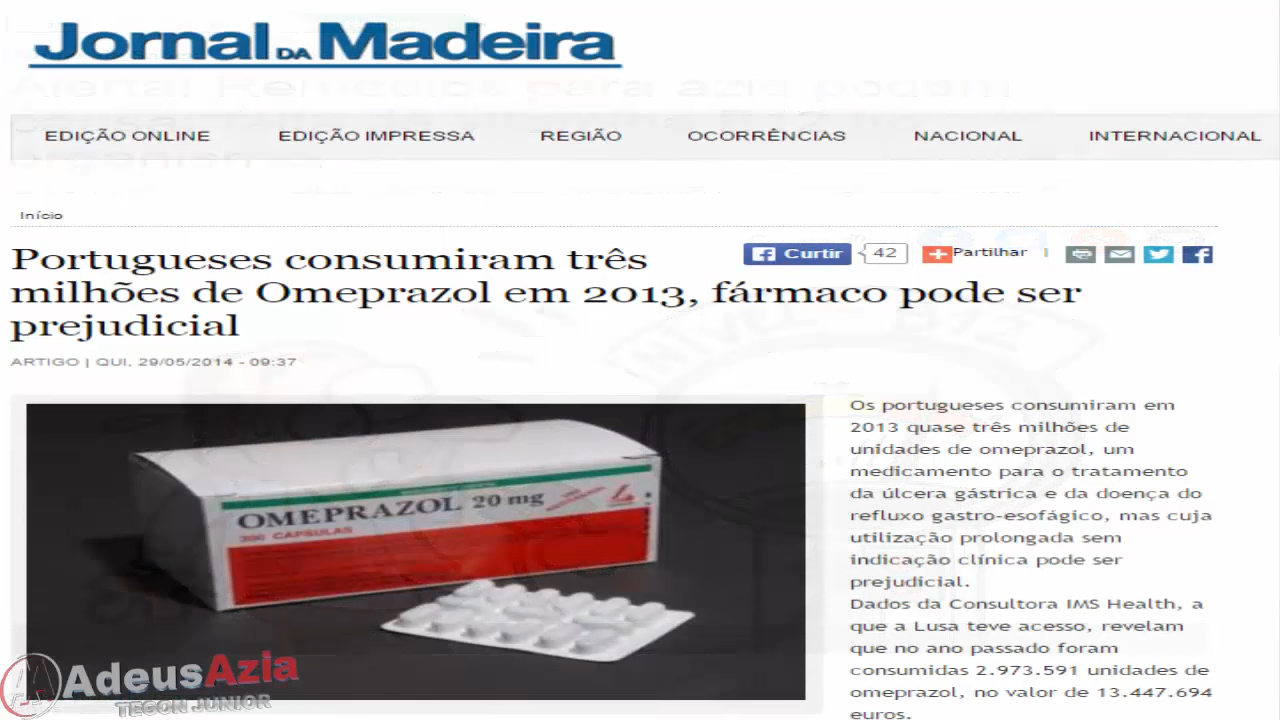 Jornal DA Madeira
EDIÇÃO ONLINE EDIÇÃO IMPRESSA REGIÃO OCORRÊNCIAS NACIONAL INTERNACIONAL
Início
Portugueses consumiram três
milhões de Omeprazol em 2013, fármaco pode ser
prejudicial
Curtir 42 Partilhar
ARTIGO | QUI, 29/05/2014 - 09:37
OMEPRAZOL 20 mg
300 CAPSULAS
Os portugueses consumiram em
2013 quase três milhões de
unidades de omeprazol, um
medicamento para o tratamento
da úlcera gástrica e da doença do
refluxo gastro-esofágico, mas cuja
utilização prolongada sem
indicação clínica pode ser
prejudicial.
Dados da Consultora IMS Health, a
que a Lusa teve acesso, revelam
que no ano passado foram
consumidas 2.973.591 unidades de
omeprazol, no valor de 13.447.694
euros.
AdeusAzia
TEGON JUNIOR